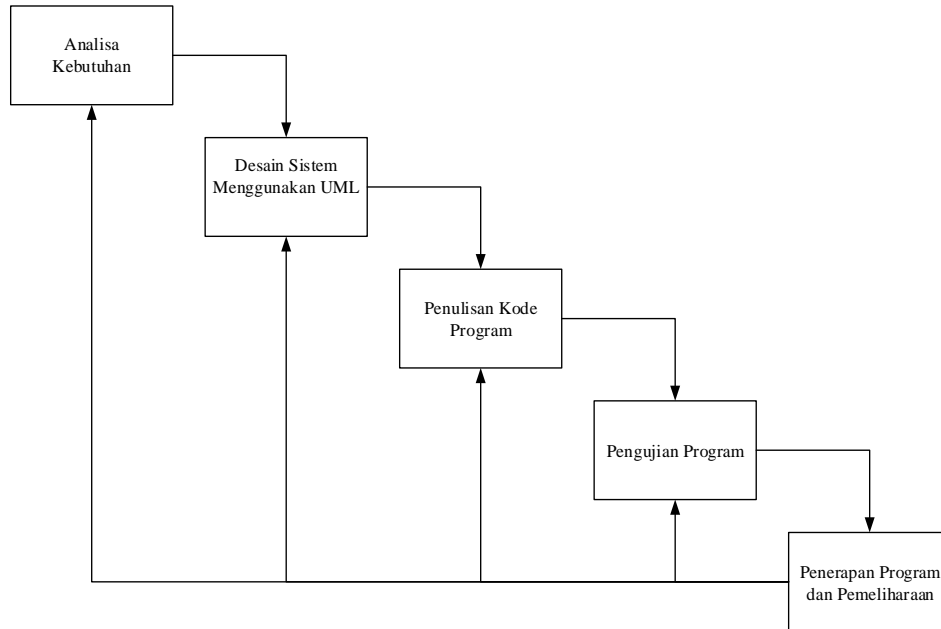 Analisa
Kebutuhan
Desain Sistem
Menggunakan UML
Penulisan Kode
Program
Pengujian Program
Penerapan Program
dan Pemeliharaan